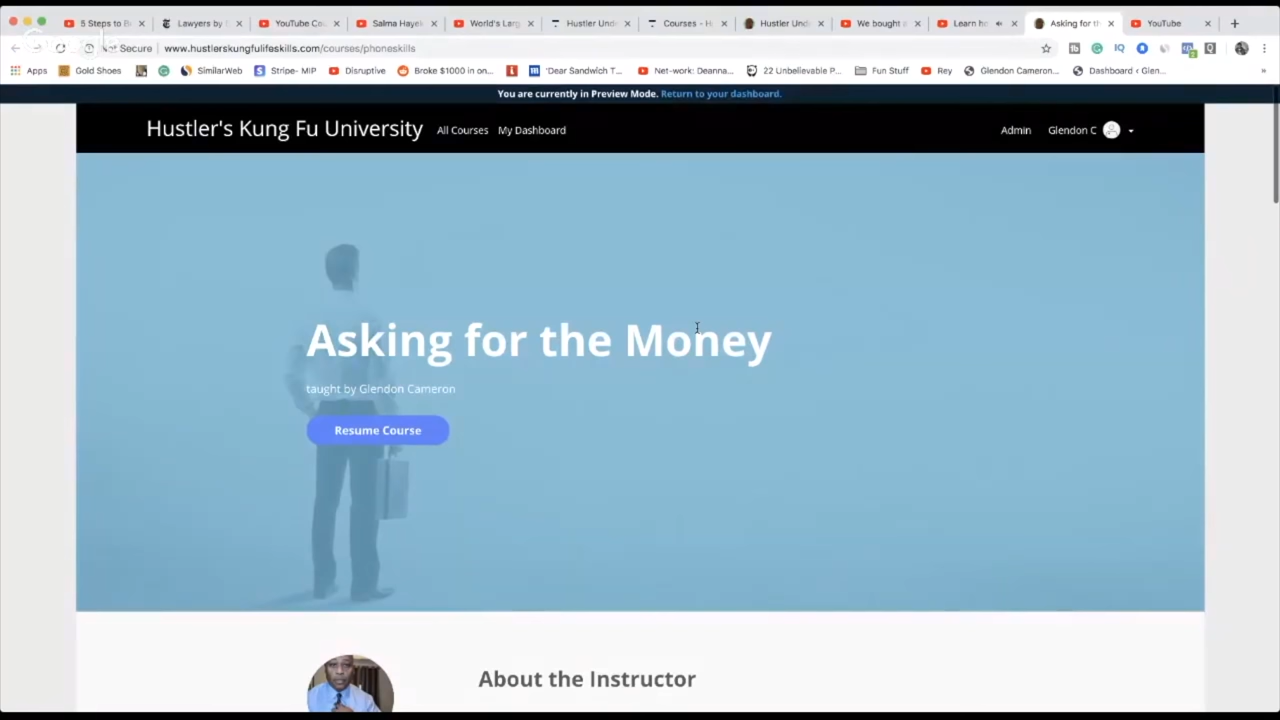 5 Steps to B
Lawyers by
YouTube Cou
Salma Hayek
World's Larg
Hustler Und
Courses - H
Hustler Und
We bought
Learn ho
Asking for th
YouTube
Not Secure
www.hustlerskungfulifeskills.com/courses/phoneskills
Apps
Gold Shoes
SimilarWeb
Stripe- MIP
Disruptive
Broke $1000 in on...
'Dear Sandwich T...
Net-work: Deanna...
22 Unbelievable P...
Fun Stuff
Rey
Glendon Cameron...
Dashboard ‹ Glen...
»
You are currently in Preview Mode. Return to your dashboard.
Hustler's Kung Fu University
All Courses
My Dashboard
Admin
Glendon C
Asking for the Money
taught by Glendon Cameron
Resume Course
About the Instructor